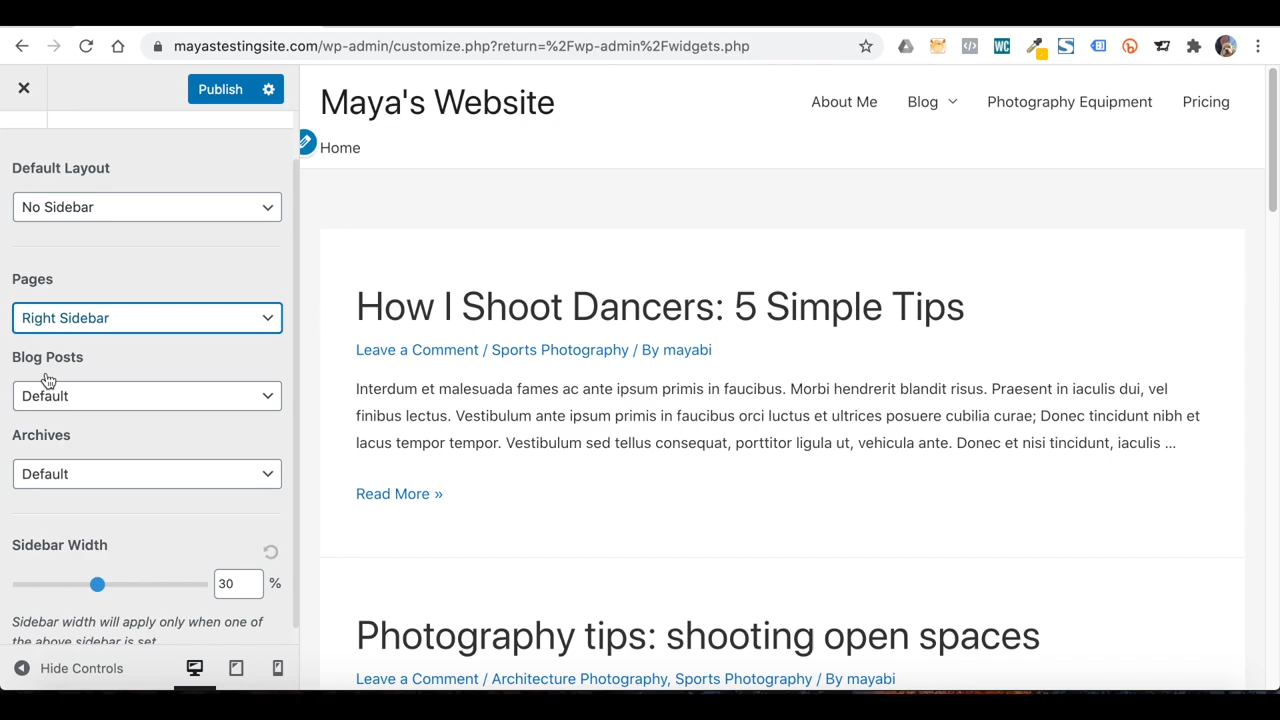 mayastestingsite.com/wp-admin/customize.php?return=%2Fwp-admin%2Fwidgets.php
WC
Publish
Maya's Website
About Me
Blog
Photography Equipment
Pricing
Home
Default Layout
No Sidebar
Pages
Right Sidebar
Blog Posts
Default
Archives
Default
Sidebar Width
30
%
Sidebar width will apply only when one of
the above sidebar is set.
Hide Controls
How I Shoot Dancers: 5 Simple Tips
Leave a Comment / Sports Photography / By mayabi
Interdum et malesuada fames ac ante ipsum primis in faucibus. Morbi hendrerit blandit risus. Praesent in iaculis dui, vel
finibus lectus. Vestibulum ante ipsum primis in faucibus orci luctus et ultrices posuere cubilia curae; Donec tincidunt nibh et
lacus tempor tempor. Vestibulum sed tellus consequat, porttitor ligula ut, vehicula ante. Donec et nisi tincidunt, iaculis ...
Read More »
Photography tips: shooting open spaces
Leave a Comment / Architecture Photography, Sports Photography / By mayabi